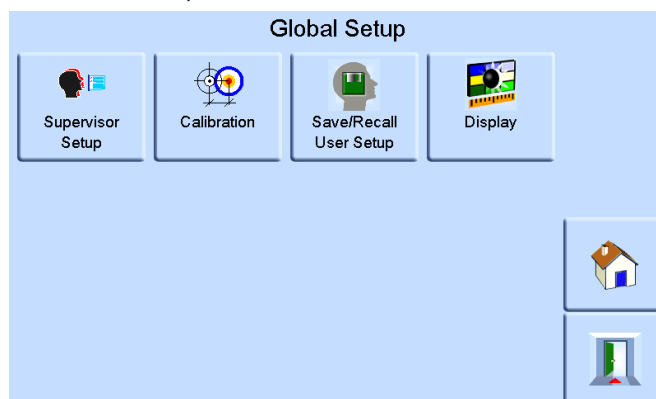 Global Setup
Supervisor
Setup
Calibration
Save/Recall
User Setup
Display